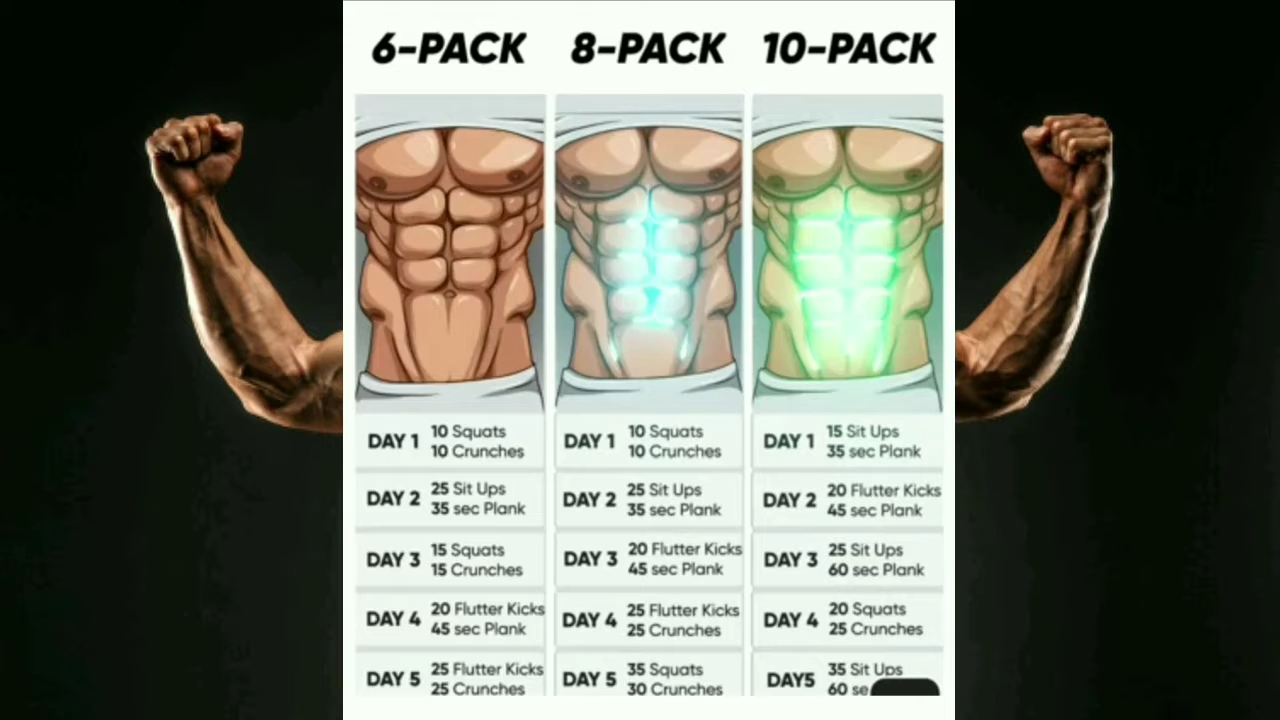 6-PACK
8-PACK
10-PACK
DAY 1
10 Squats
10 Crunches
DAY 2
25 Sit Ups
35 sec Plank
DAY 3
15 Squats
15 Crunches
DAY 4
20 Flutter Kicks
45 sec Plank
DAY 5
25 Flutter Kicks
25 Crunches
DAY 1
10 Squats
10 Crunches
DAY 2
25 Sit Ups
35 sec Plank
DAY 3
20 Flutter Kicks
45 sec Plank
DAY 4
25 Flutter Kicks
25 Crunches
DAY 5
35 Squats
30 Crunches
DAY 1
15 Sit Ups
35 sec Plank
DAY 2
20 Flutter Kicks
45 sec Plank
DAY 3
25 Sit Ups
60 sec Plank
DAY 4
20 Squats
25 Crunches
DAY5
35 Sit Ups
60